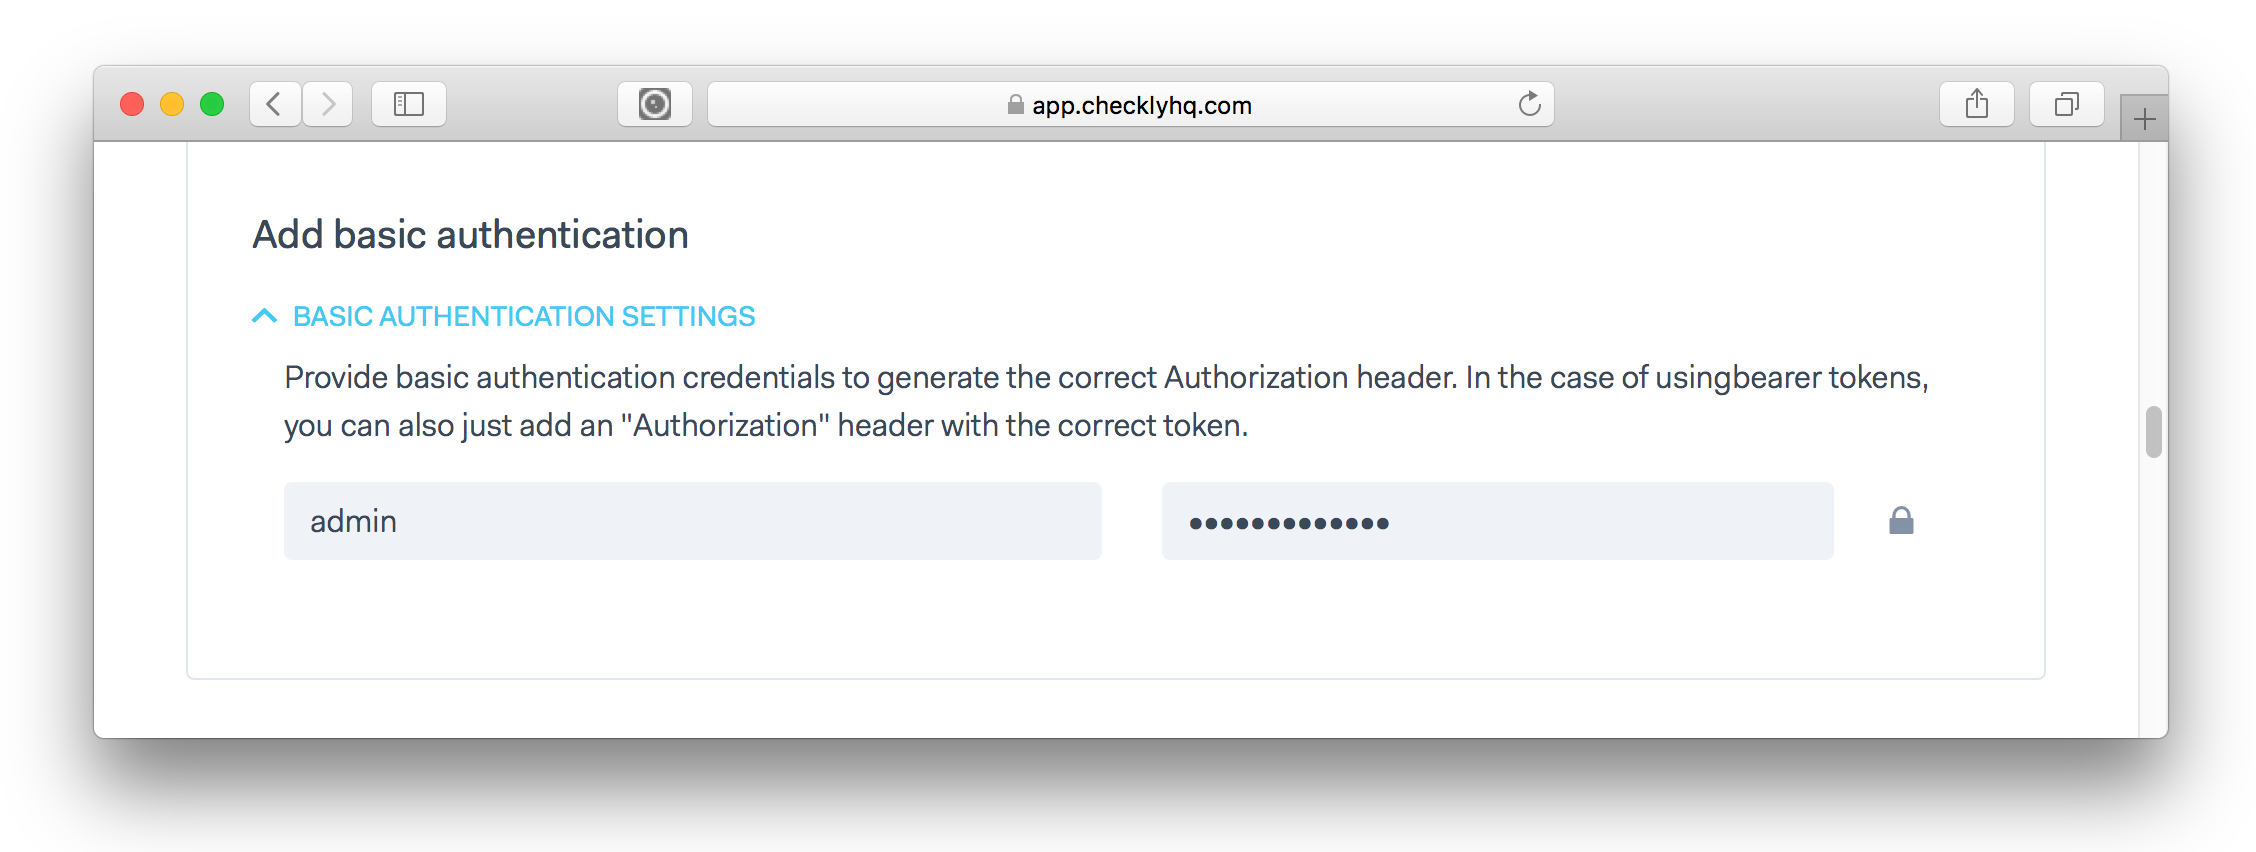 app.checklyhq.com
Add basic authentication
BASIC AUTHENTICATION SETTINGS
Provide basic authentication credentials to generate the correct Authorization header. In the case of usingbearer tokens,
you can also just add an "Authorization" header with the correct token.
admin
•••••••••••••